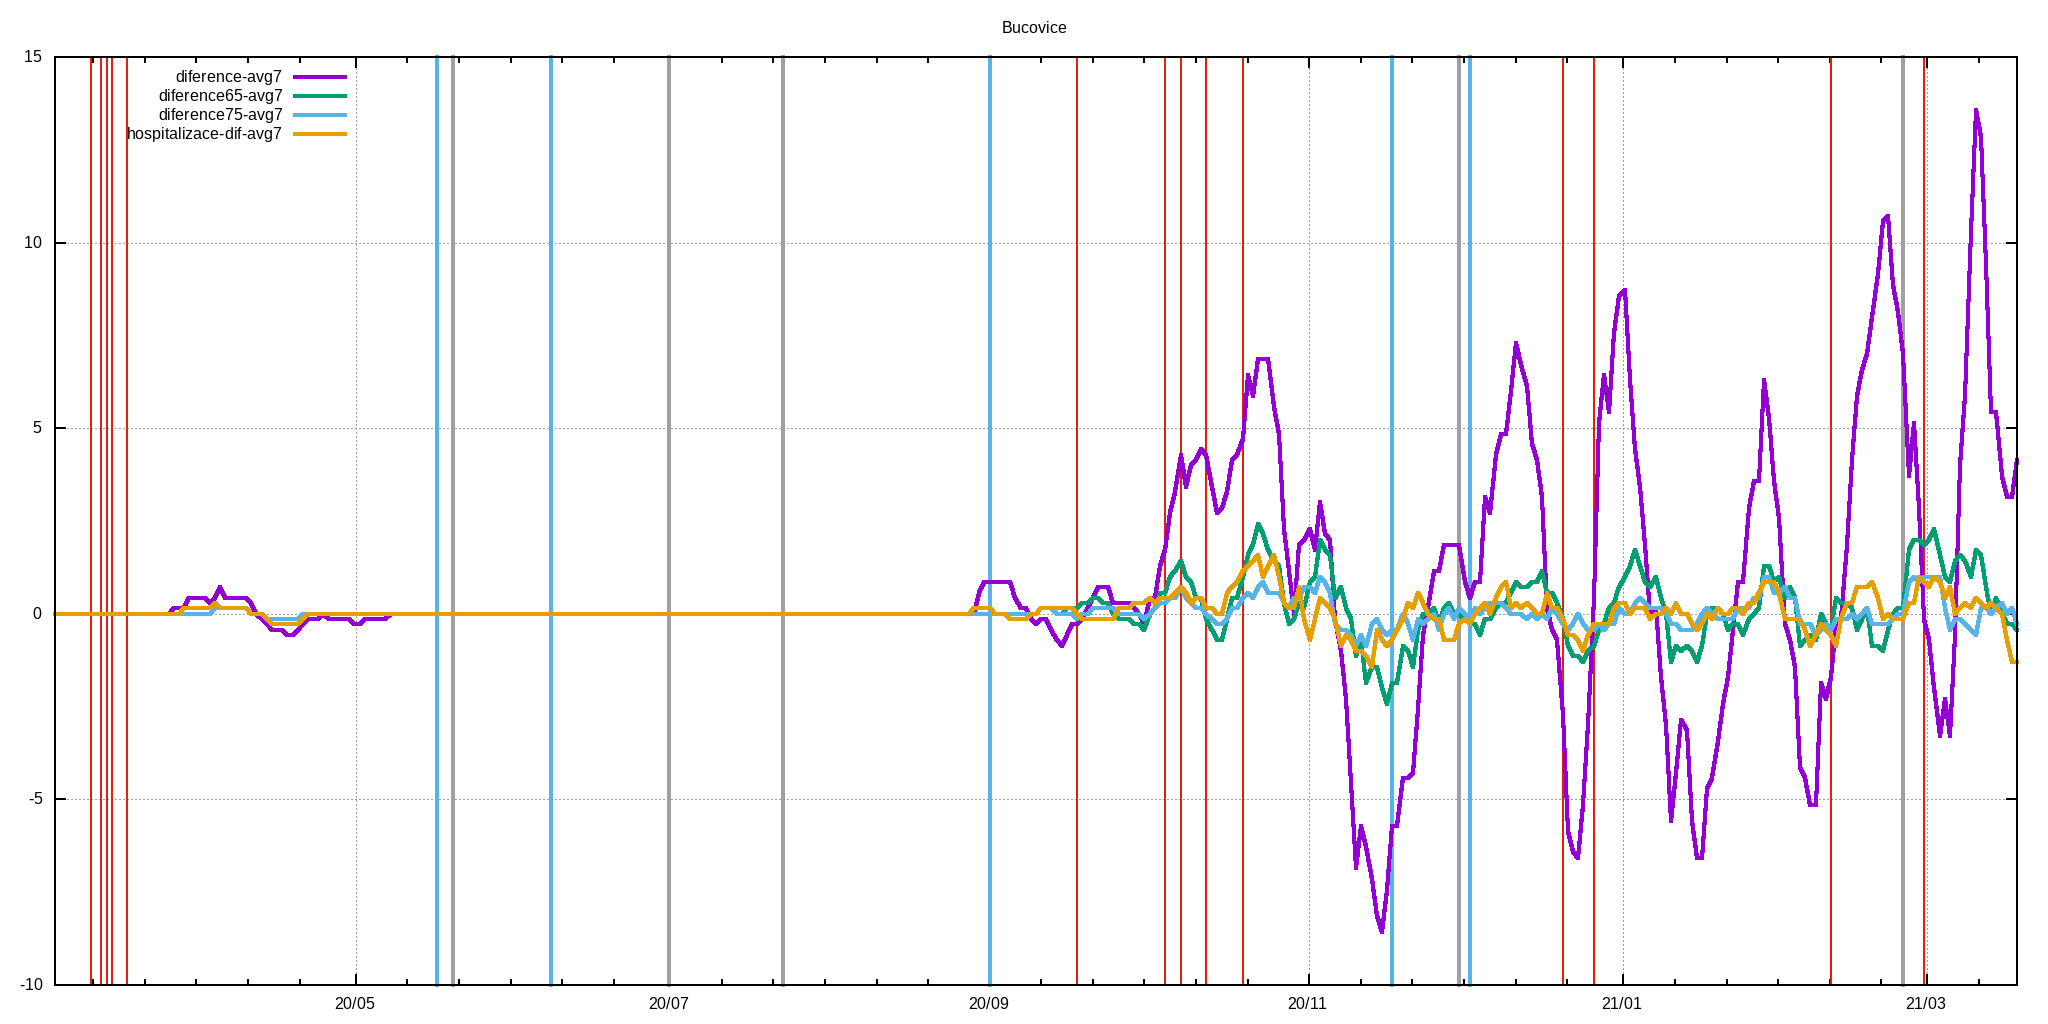 Bucovice
15
10
5
0
-5
-10
diference-avg7
diference65-avg7
diference75-avg7
hospitalizace-dif-avg7
20/05
20/07
20/09
20/11
21/01
21/03